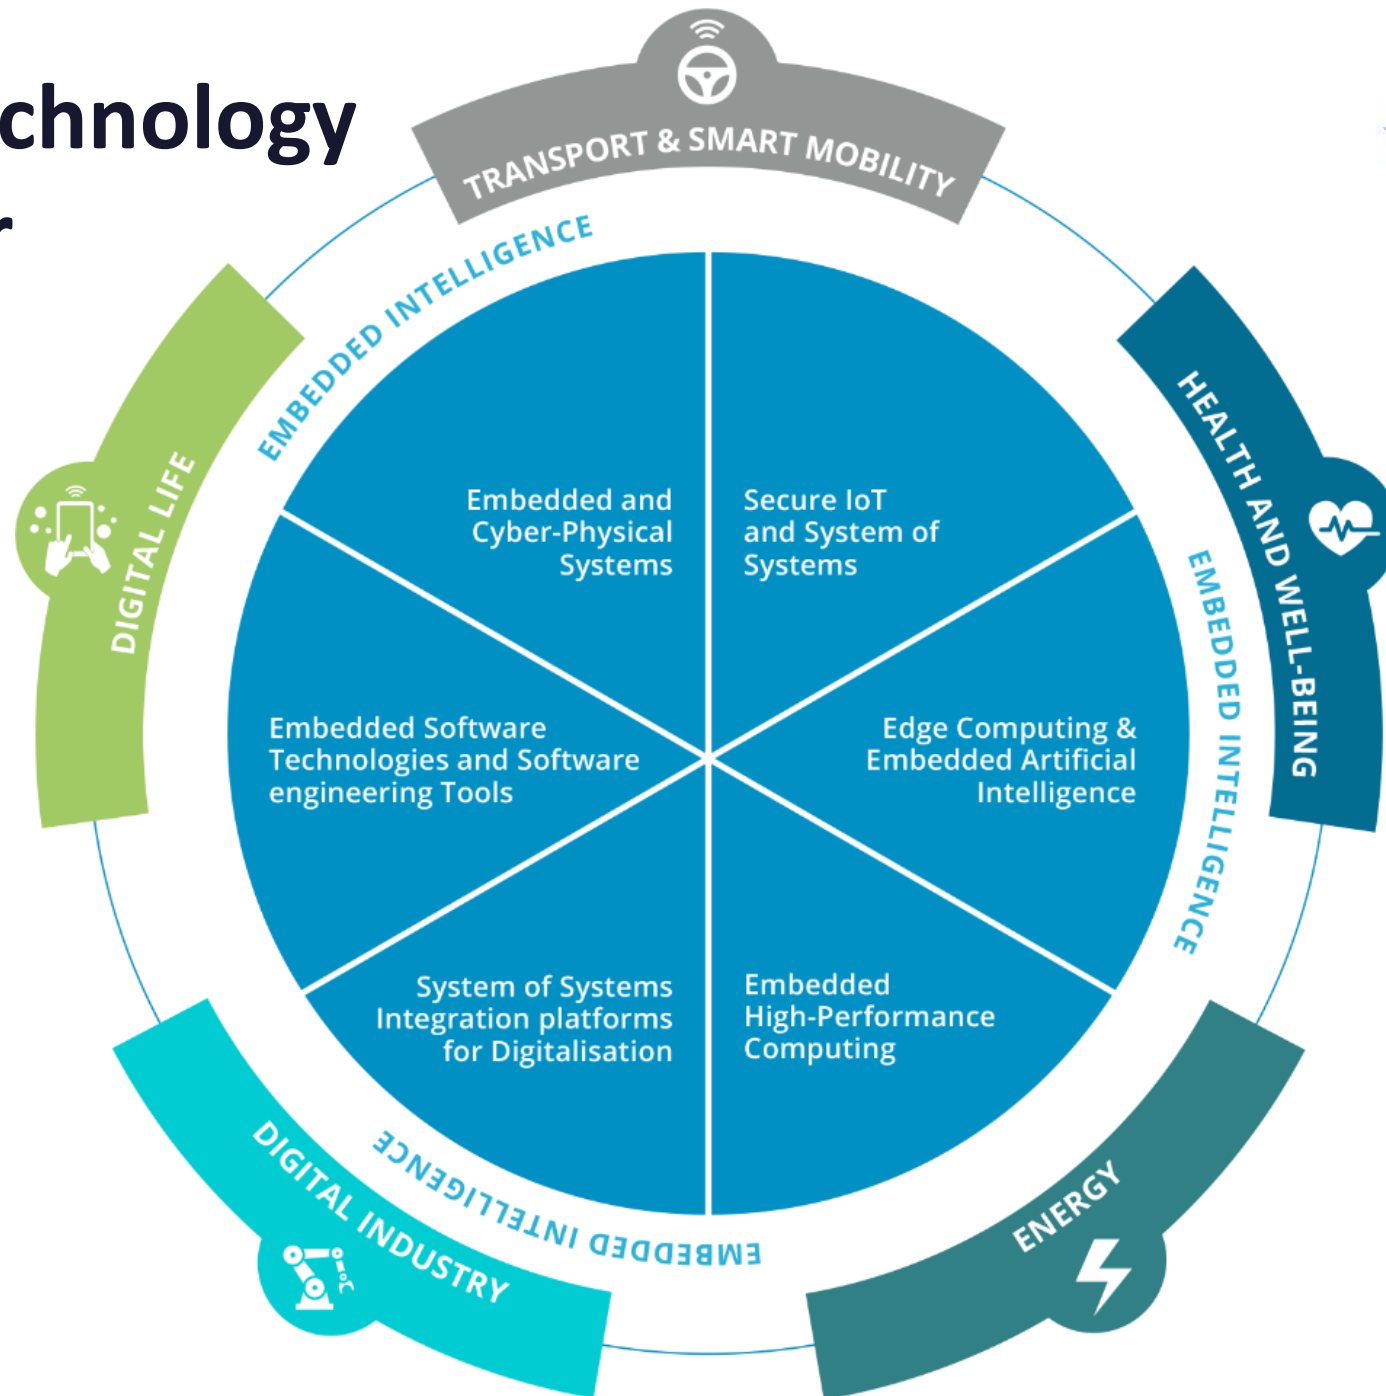 chnology
r
TRANSPORT & SMART MOBILITY
EMBEDDED INTELLIGENCE
DIGITAL LIFE
HEALTH AND WELL-BEING
EMBEDDED INTELLIGENCE
Embedded and
Cyber-Physical
Systems
Secure IoT
and System of
Systems
Embedded Software
Technologies and Software
engineering Tools
Edge Computing &
Embedded Artificial
Intelligence
System of Systems
Integration platforms
for Digitalisation
Embedded
High-Performance
Computing
EMBEDDED INTELLIGENCE
DIGITAL INDUSTRY
ENERGY